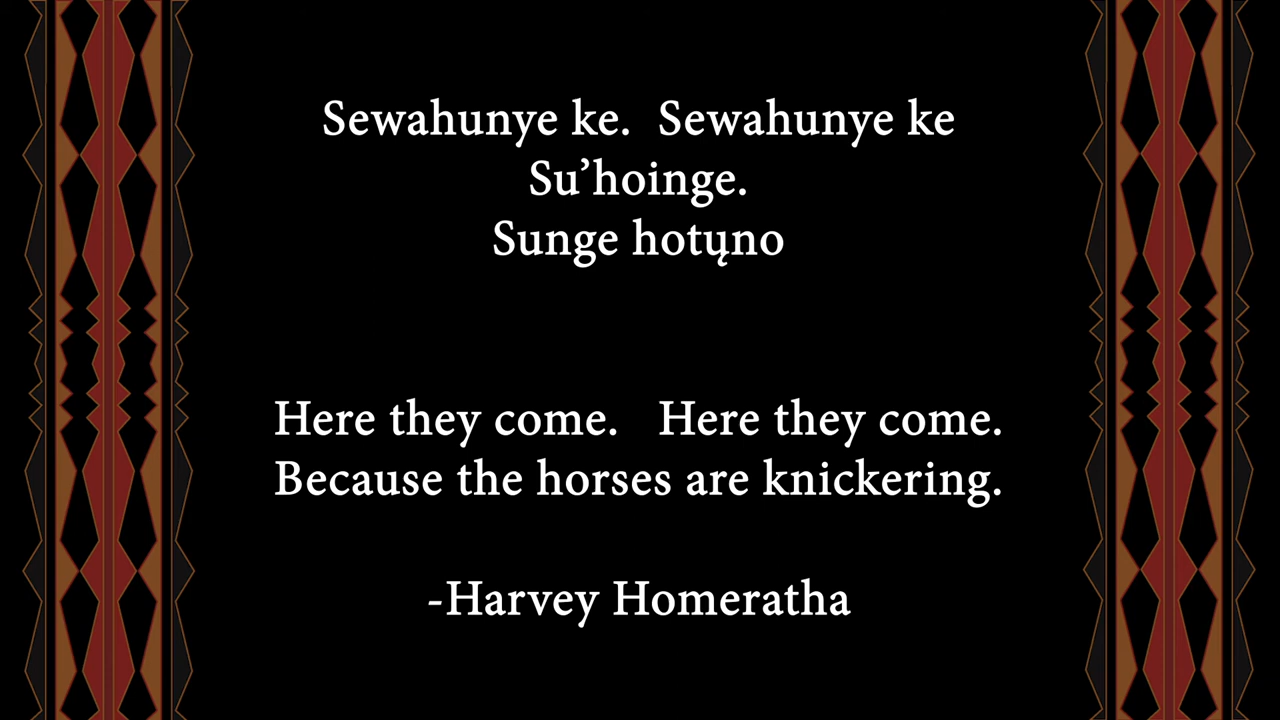 Sewahunye ke.  Sewahunye ke
Su’hoinge.
Sunge hotųno
Here they come.   Here they come.
Because the horses are knickering.
-Harvey Homeratha